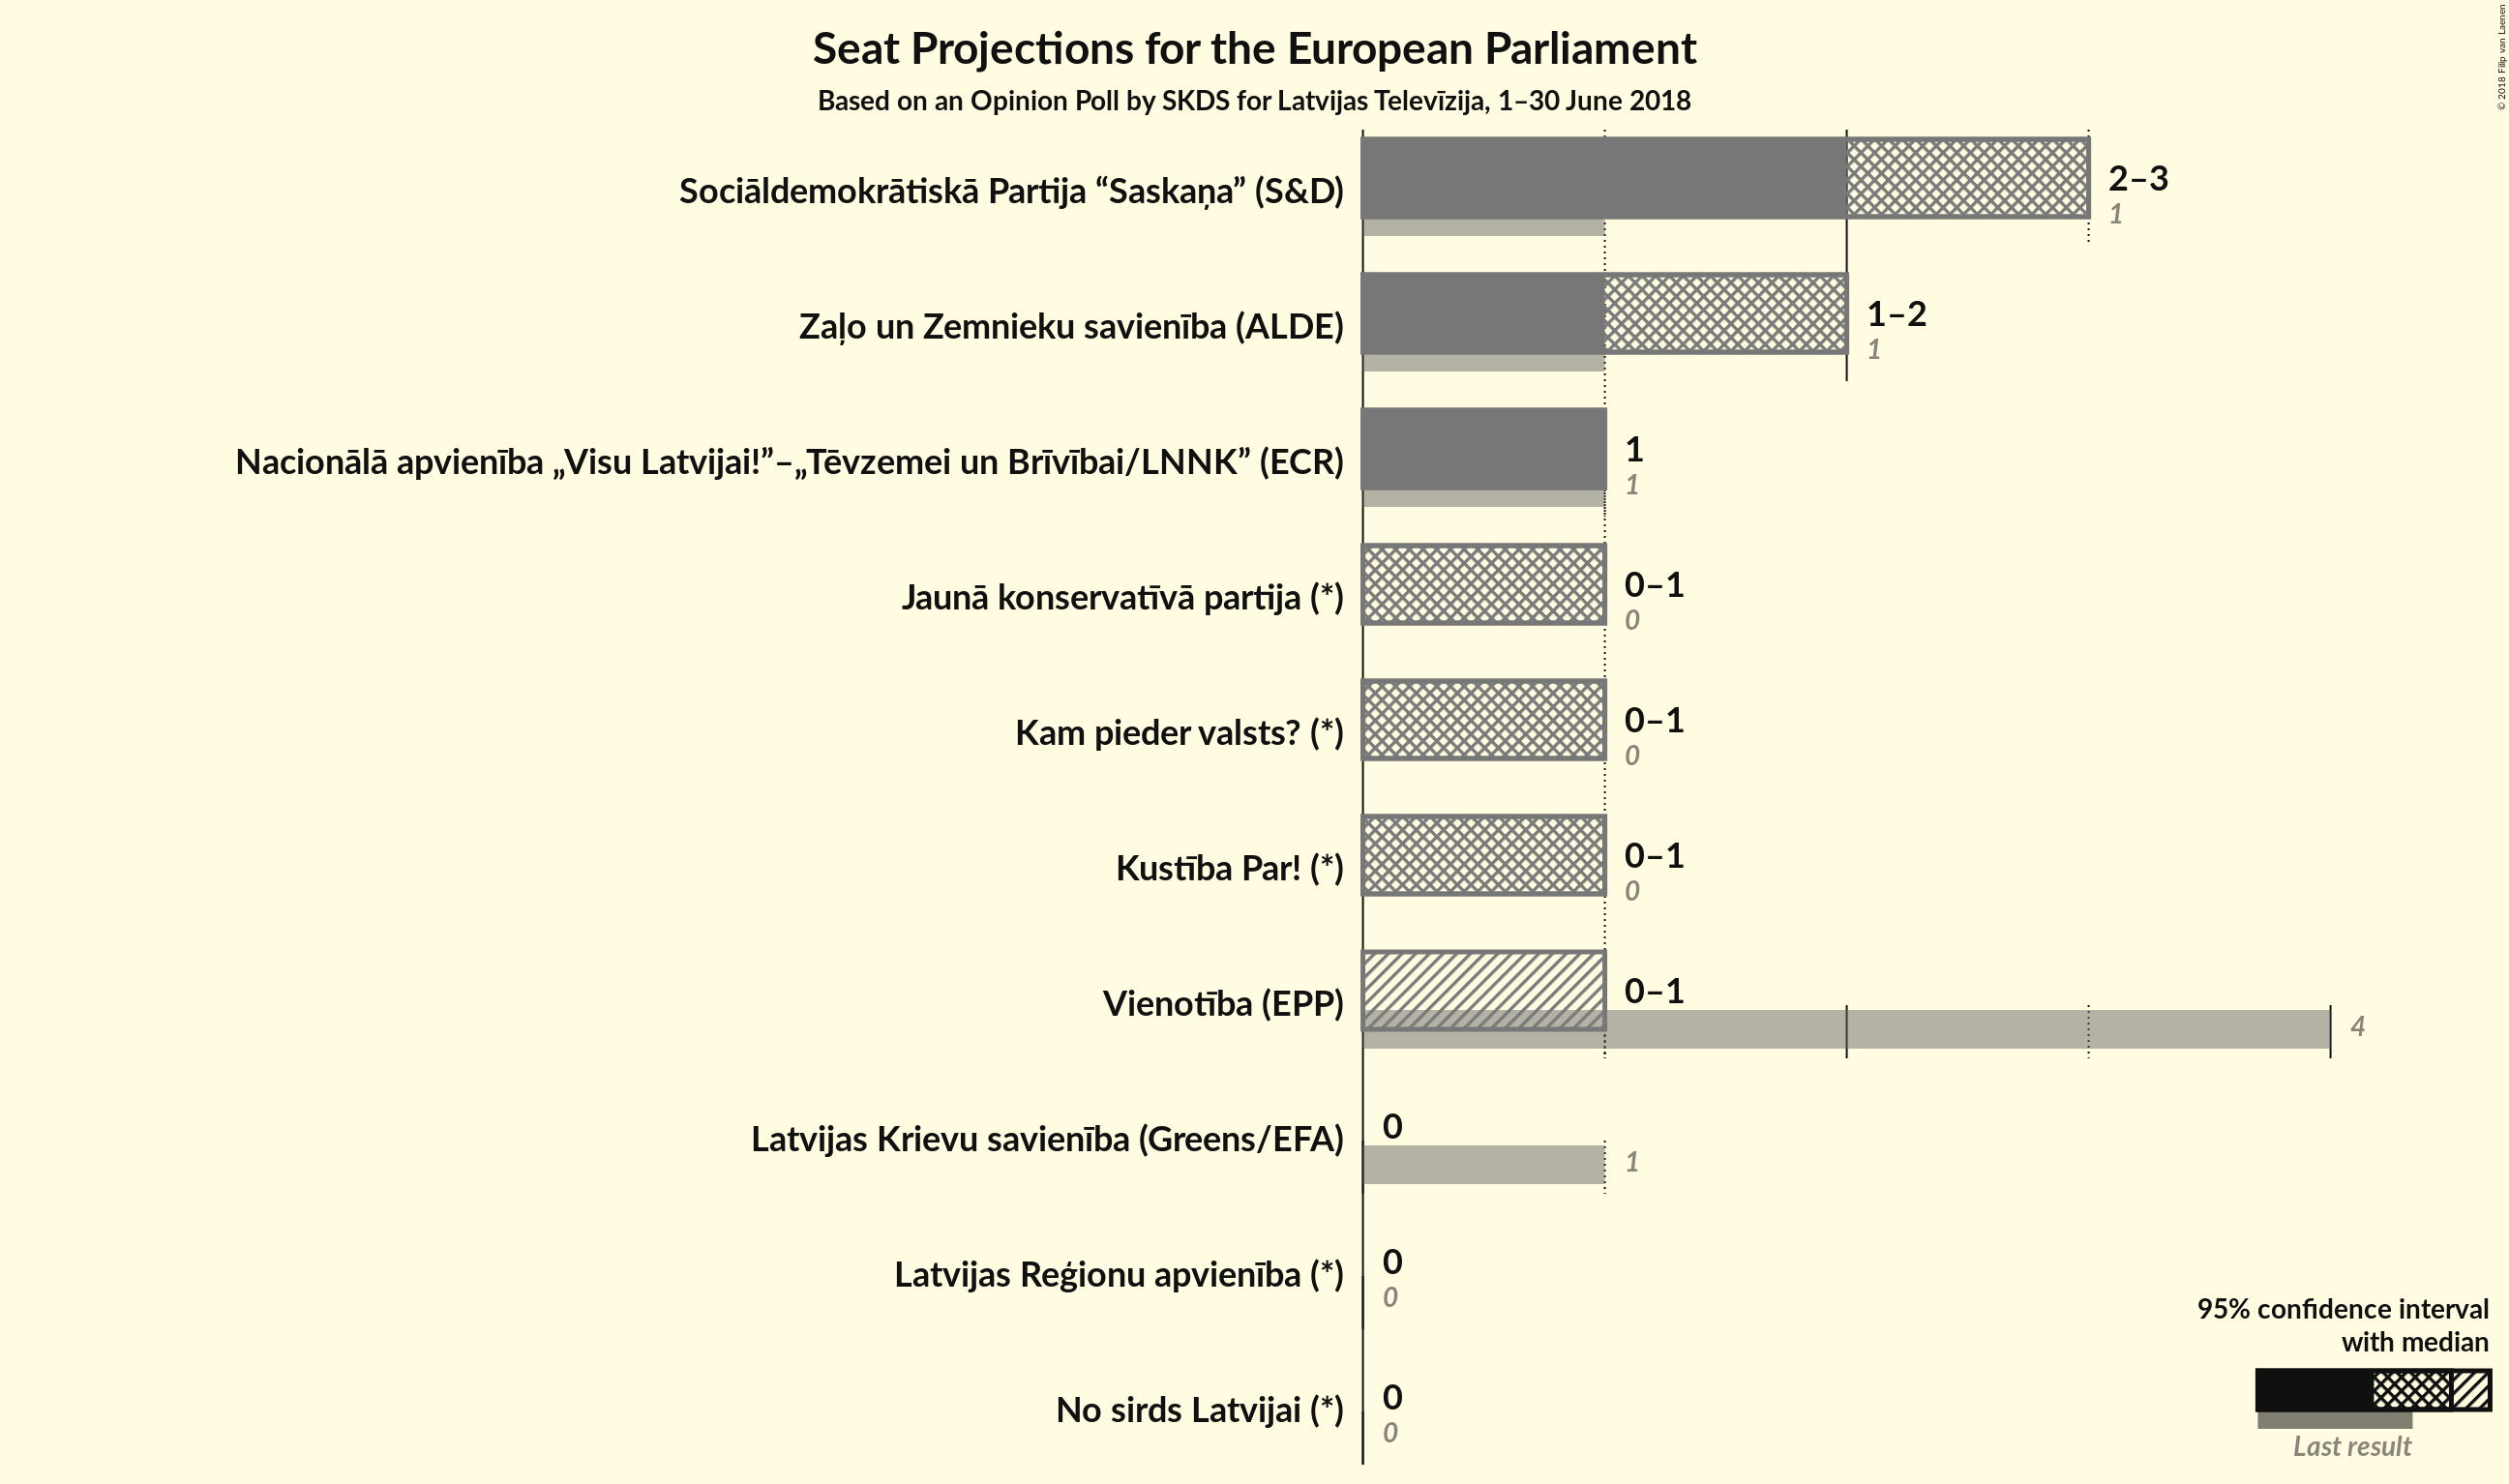 Seat Projections for the European Parliament
Based on an Opinion Poll by SKDS for Latvijas Televīzija, 1–30 June 2018
© 2018 Filip van Laenen
Sociāldemokrātiskā Partija “Saskaņa” (S&D)
2–3
1
Zaļo un Zemnieku savienība (ALDE)
1–2
1
Nacionālā apvienība „Visu Latvijai!”–„Tēvzemei un Brīvībai/LNNK” (ECR)
1
1
Jaunā konservatīvā partija (*)
0–1
0
Kam pieder valsts? (*)
0–1
0
Kustība Par! (*)
0–1
0
Vienotība (EPP)
0–1
4
Latvijas Krievu savienība (Greens/EFA)
0
1
Latvijas Reģionu apvienība (*)
0
0
No sirds Latvijai (*)
0
0
95% confidence interval
with median
Last result